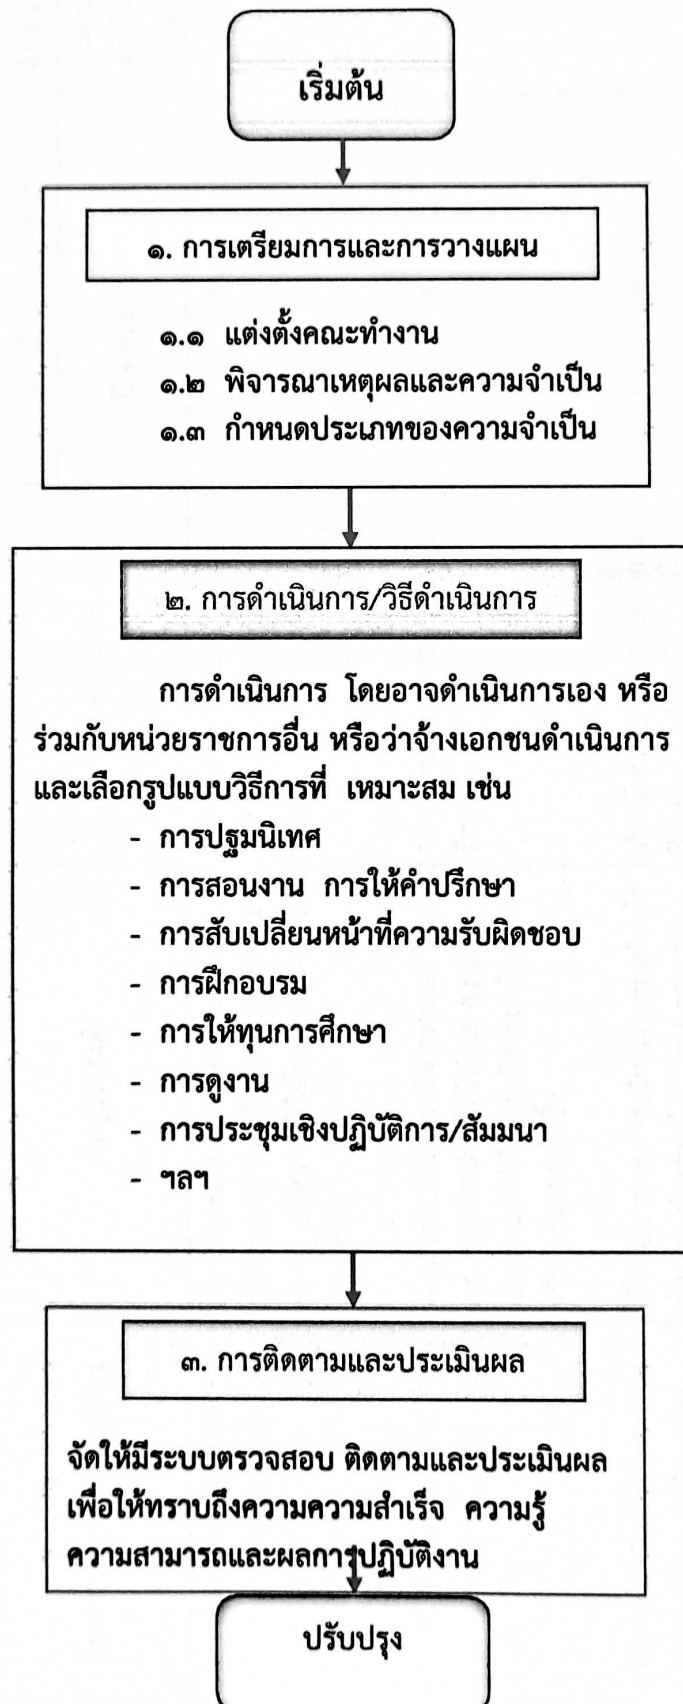 เริ่มต้น
๑. การเตรียมการและการวางแผน
๑.๑ แต่งตั้งคณะทำงาน
๑.๒ พิจารณาเหตุผลและความจำเป็น
๑.๓ กำหนดประเภทของความจำเป็น
๒. การดำเนินการ/วิธีดำเนินการ
การดำเนินการ โดยอาจดำเนินการเอง หรือ
ร่วมกับหน่วยราชการอื่น หรือว่าจ้างเอกชนดำเนินการ
และเลือกรูปแบบวิธีการที่ เหมาะสม เช่น
- การปฐมนิเทศ
- การสอนงาน การให้คำปรึกษา
- การสับเปลี่ยนหน้าที่ความรับผิดชอบ
- การฝึกอบรม
- การให้ทุนการศึกษา
- การดูงาน
- การประชุมเชิงปฏิบัติการ/สัมมนา
- ฯลฯ
๓. การติดตามและประเมินผล
จัดให้มีระบบตรวจสอบ ติดตามและประเมินผล
เพื่อให้ทราบถึงความความสำเร็จ ความรู้
ความสามารถและผลการปฏิบัติงาน
ปรับปรุง